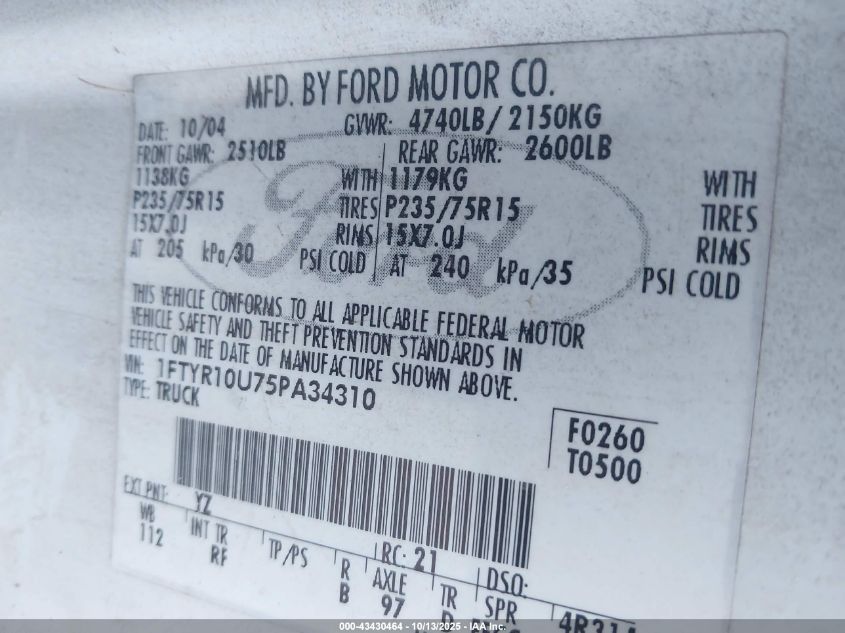 MFD. BY FORD MOTOR CO.
DATE: 10/04 GVWR: 4740LB/ 2150KG
FRONT GAWR: 2510LB REAR GAWR: 2600LB
1138KG WITH 1179KG WITH
P235/75R15 TIRES P235/75R15 TIRES
15X7.0J RIMS 15X7.0J RIMS
AT 205 kPa/30 PSI COLD AT 240 kPa/35 PSI COLD
Ford
THIS VEHICLE CONFORMS TO ALL APPLICABLE FEDERAL MOTOR
VEHICLE SAFETY AND THEFT PREVENTION STANDARDS IN
EFFECT ON THE DATE OF MANUFACTURE SHOWN ABOVE.
VIN: 1FTYR10U75PA34310
TYPE: TRUCK
F0260
T0500
EXT PNT: YZ RC: 21 DSO:
WB INT TR TP/PS R AXLE TR SPR
112 RF B 97 4R314
000-43430464 - 10/13/2025 - IAA Inc.